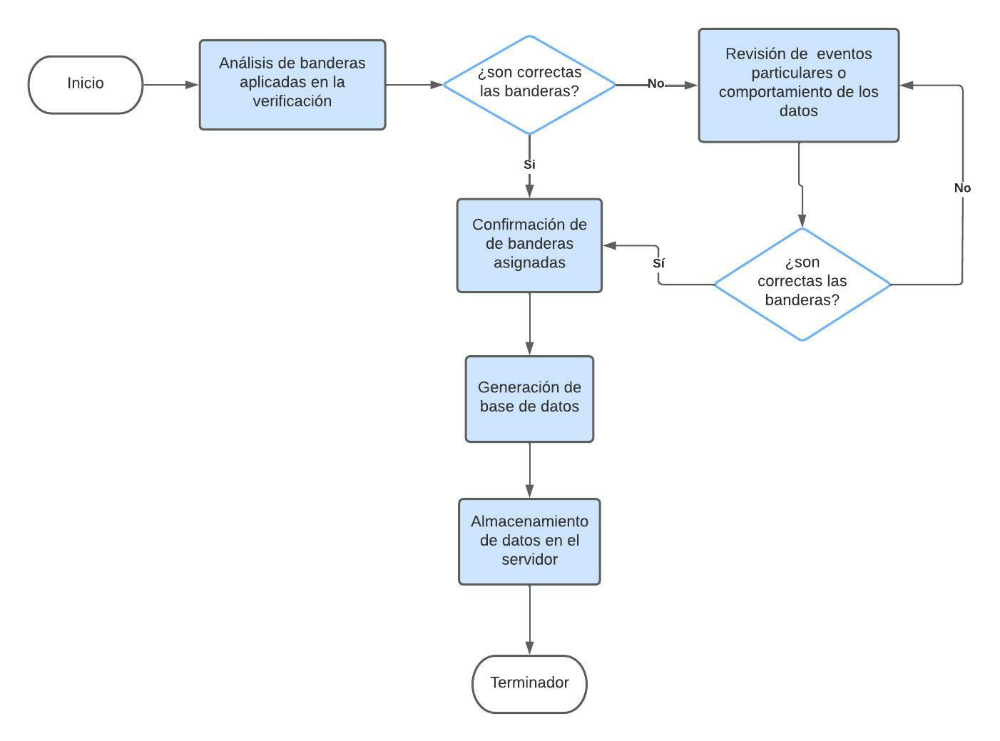 Inicio
Análisis de banderas
aplicadas en la
verificación
¿son correctas
las banderas?
No
Revisión de  eventos
particulares o
comportamiento de los
datos
Si
No
Confirmación de
de banderas
asignadas
Sí
¿son
correctas las
banderas?
Generación de
base de datos
Almacenamiento
de datos en el
servidor
Terminador